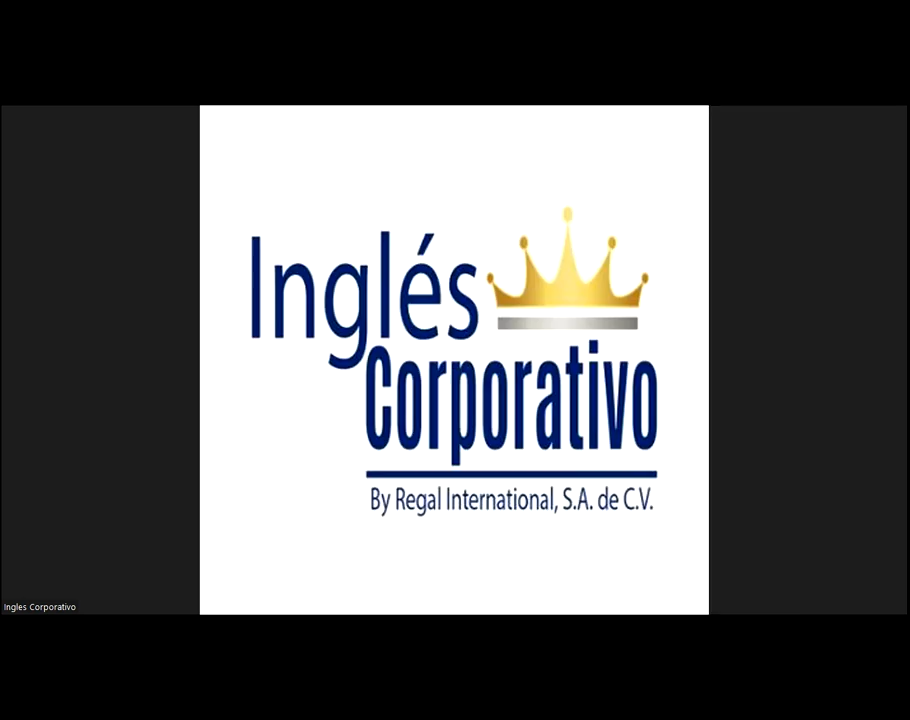 Inglés
Corporativo
By Regal International, S.A. de C.V.
Ingles Corporativo